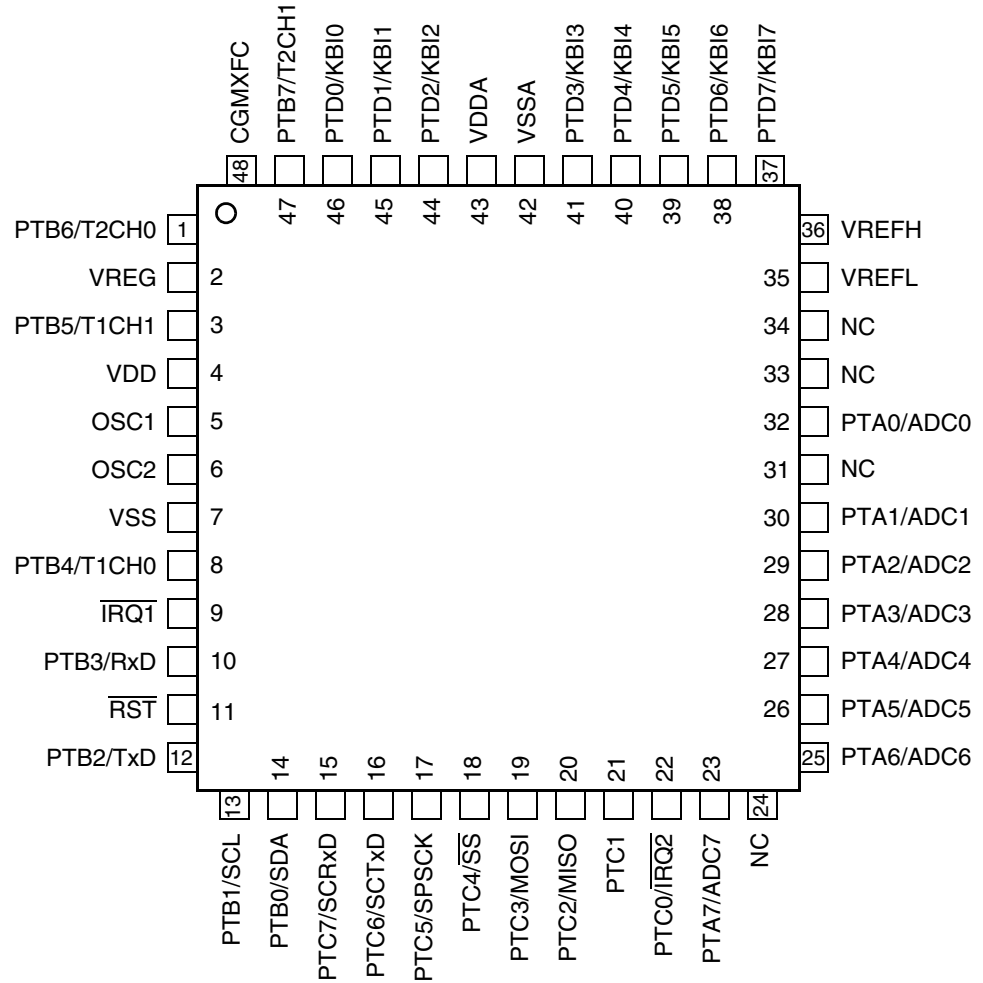 CGMXFC
PTB7/T2CH1
PTD0/KBI0
PTD1/KBI1
PTD2/KBI2
VDDA
VSSA
PTD3/KBI3
PTD4/KBI4
PTD5/KBI5
PTD6/KBI6
PTD7/KBI7
48
47
46
45
44
43
42
41
40
39
38
37
PTB6/T2CH0 1
VREG 2
PTB5/T1CH1 3
VDD 4
OSC1 5
OSC2 6
VSS 7
PTB4/T1CH0 8
IRQ1 9
PTB3/RxD 10
RST 11
PTB2/TxD 12
36 VREFH
35 VREFL
34 NC
33 NC
32 PTA0/ADC0
31 NC
30 PTA1/ADC1
29 PTA2/ADC2
28 PTA3/ADC3
27 PTA4/ADC4
26 PTA5/ADC5
25 PTA6/ADC6
13
14
15
16
17
18
19
20
21
22
23
24
PTB1/SCL
PTB0/SDA
PTC7/SCRxD
PTC6/SCTxD
PTC5/SPSCK
PTC4/SS
PTC3/MOSI
PTC2/MISO
PTC1
PTC0/IRQ2
PTA7/ADC7
NC